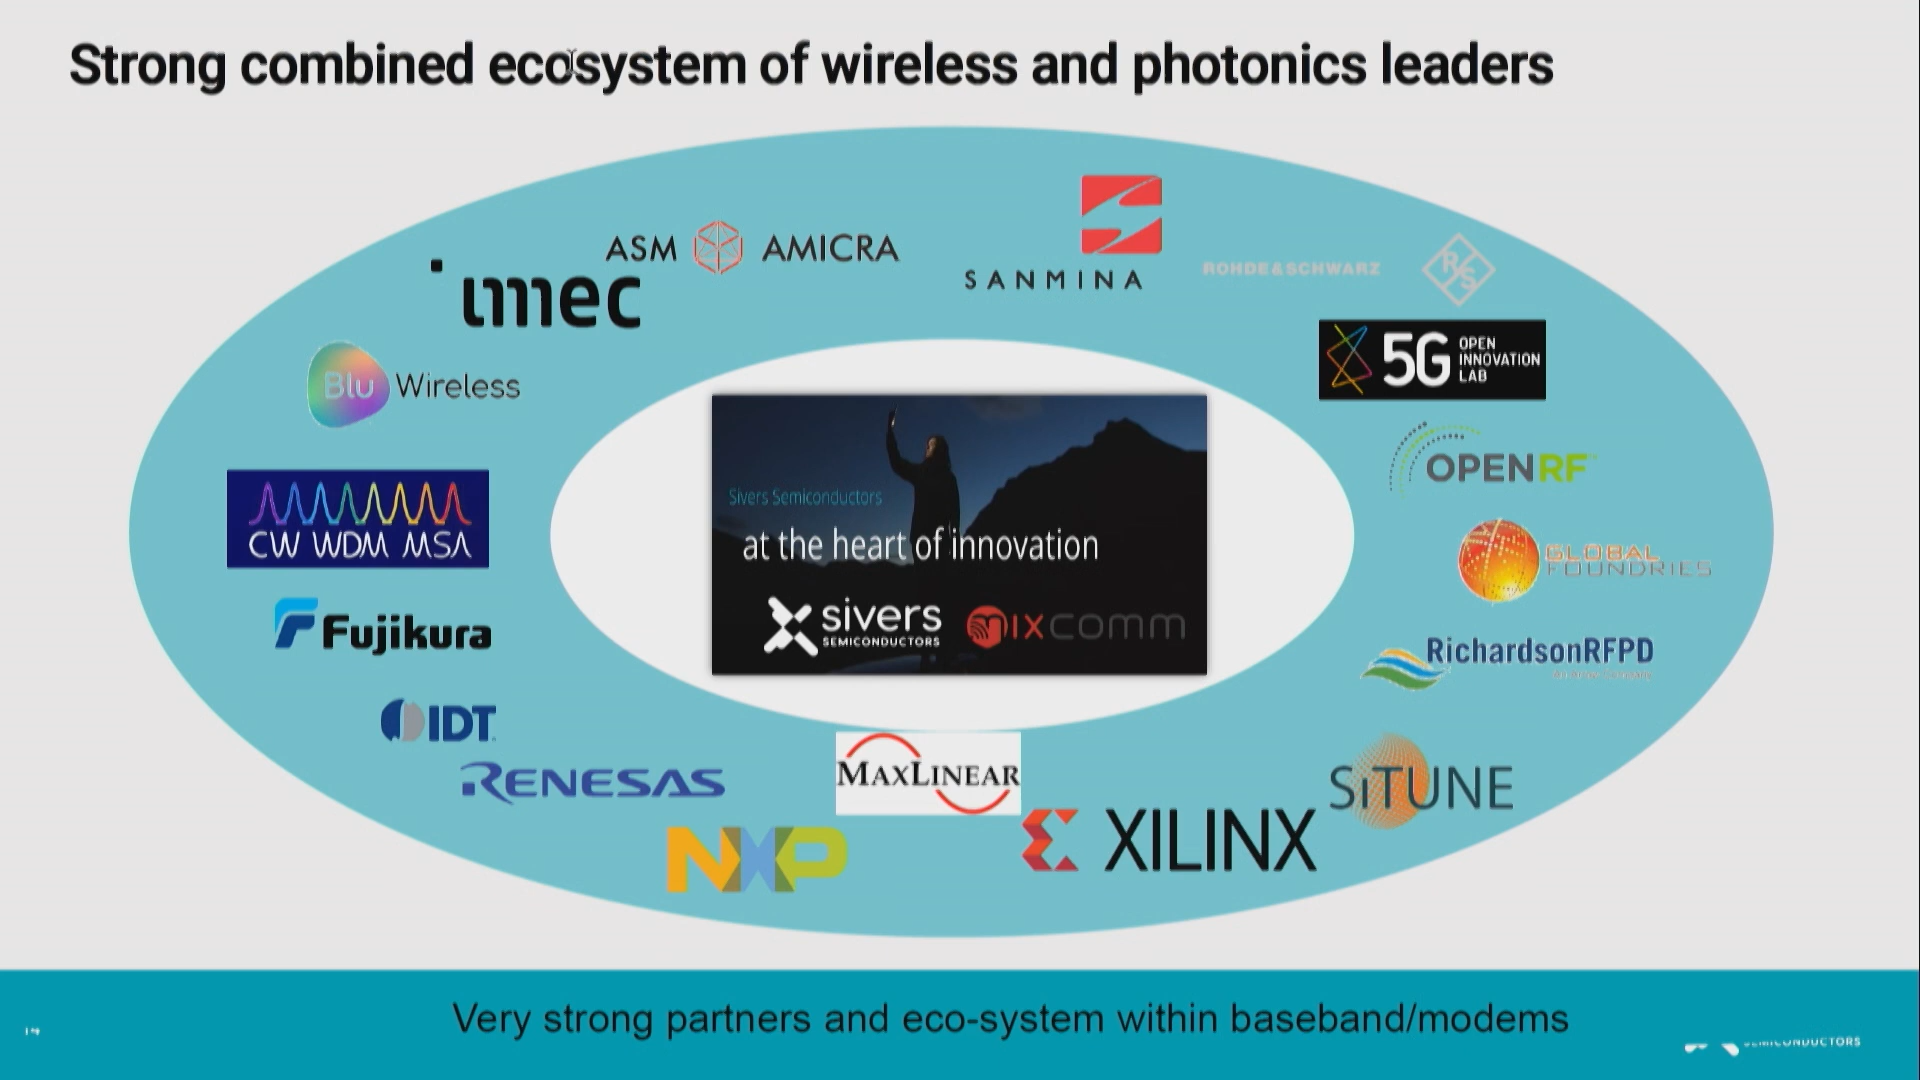 Strong combined ecosystem of wireless and photonics leaders
ASM AMICRA
SANMINA
ROHDE&SCHWARZ
R/S
imec
5G OPEN
INNOVATION
LAB
Blu Wireless
OPENRF
Sivers Semiconductors
at the heart of innovation
CW WDM MSA
GLOBAL
FOUNDRIES
sivers
SEMICONDUCTORS
mixcomm
Fujikura
RichardsonRFPD
IDT
RENESAS
MAXLINEAR
SiTUNE
NXP
XILINX
Very strong partners and eco-system within baseband/modems
SEMICONDUCTORS